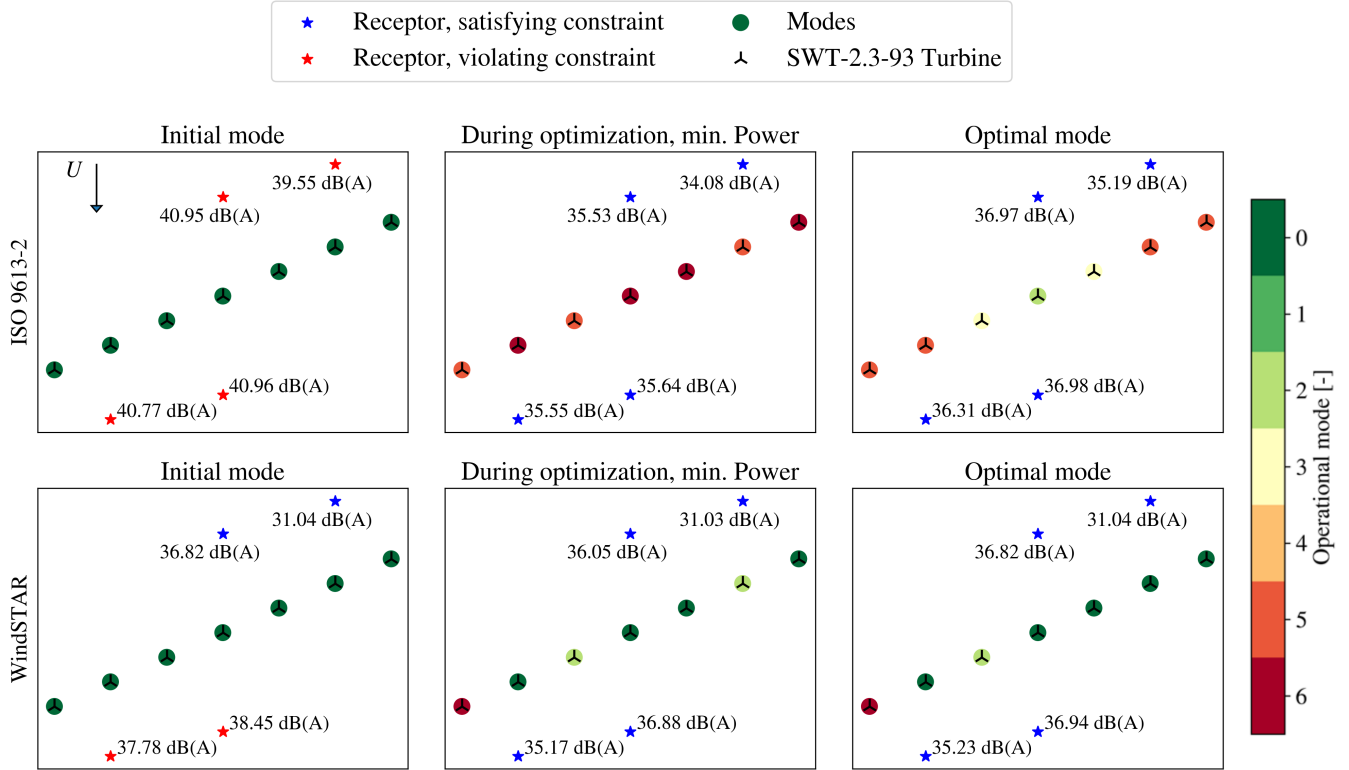 Receptor, satisfying constraint
Receptor, violating constraint
Modes
SWT-2.3-93 Turbine
Initial mode
During optimization, min. Power
Optimal mode
ISO 9613-2
U
39.55 dB(A)
40.95 dB(A)
40.96 dB(A)
40.77 dB(A)
34.08 dB(A)
35.53 dB(A)
35.64 dB(A)
35.55 dB(A)
35.19 dB(A)
36.97 dB(A)
36.98 dB(A)
36.31 dB(A)
Initial mode
During optimization, min. Power
Optimal mode
WindSTAR
31.04 dB(A)
36.82 dB(A)
38.45 dB(A)
37.78 dB(A)
31.03 dB(A)
36.05 dB(A)
36.88 dB(A)
35.17 dB(A)
31.04 dB(A)
36.82 dB(A)
36.94 dB(A)
35.23 dB(A)
0
1
2
3
4
5
6
Operational mode [-]